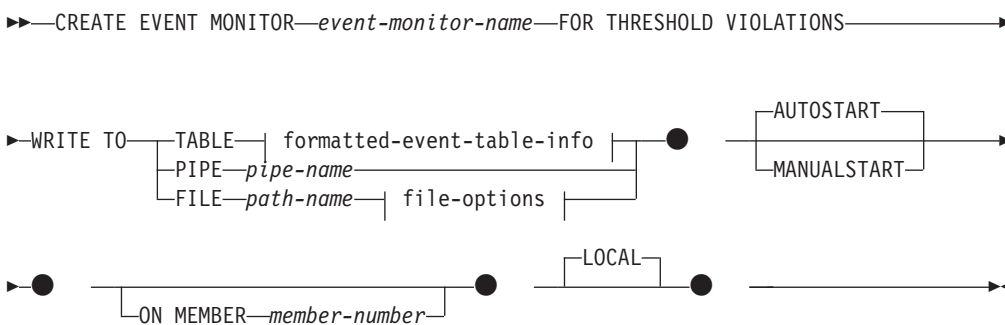 CREATE EVENT MONITOR event-monitor-name FOR THRESHOLD VIOLATIONS
AUTOSTART
WRITE TO TABLE formatted-event-table-info
MANUALSTART
PIPE pipe-name
FILE path-name file-options
LOCAL
ON MEMBER member-number